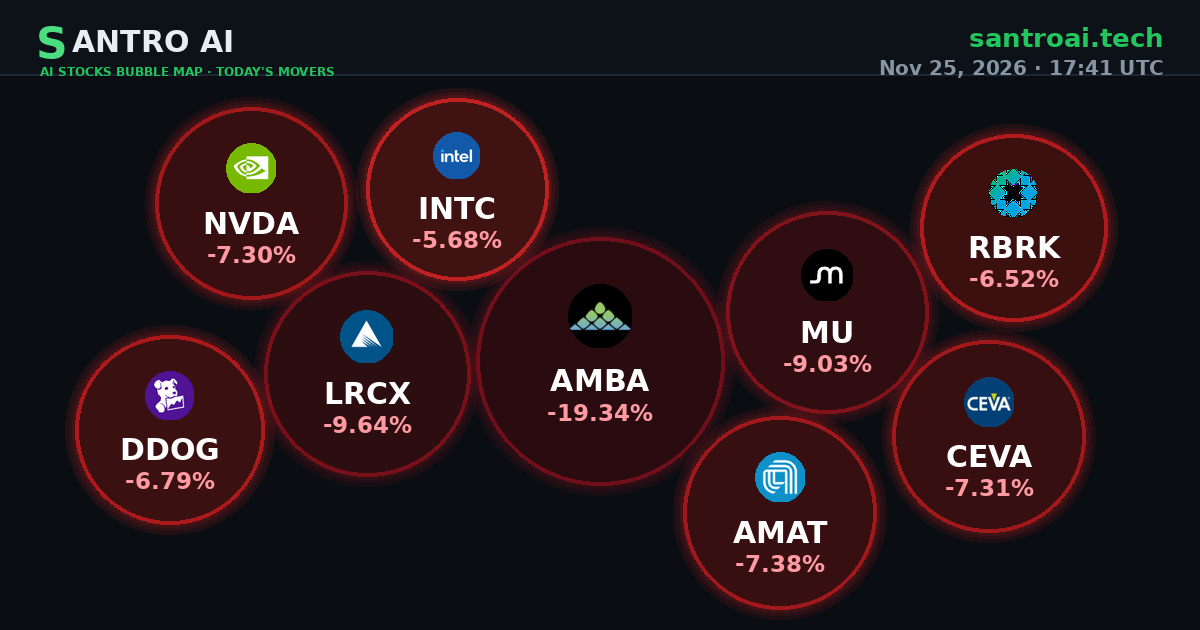 SANTRO AI
AI STOCKS BUBBLE MAP · TODAY'S MOVERS
santroai.tech
Nov 25, 2026 · 17:41 UTC
NVDA
-7.30%
intel
INTC
-5.68%
RBRK
-6.52%
LRCX
-9.64%
AMBA
-19.34%
MU
-9.03%
DDOG
-6.79%
CEVA
CEVA
-7.31%
AMAT
-7.38%